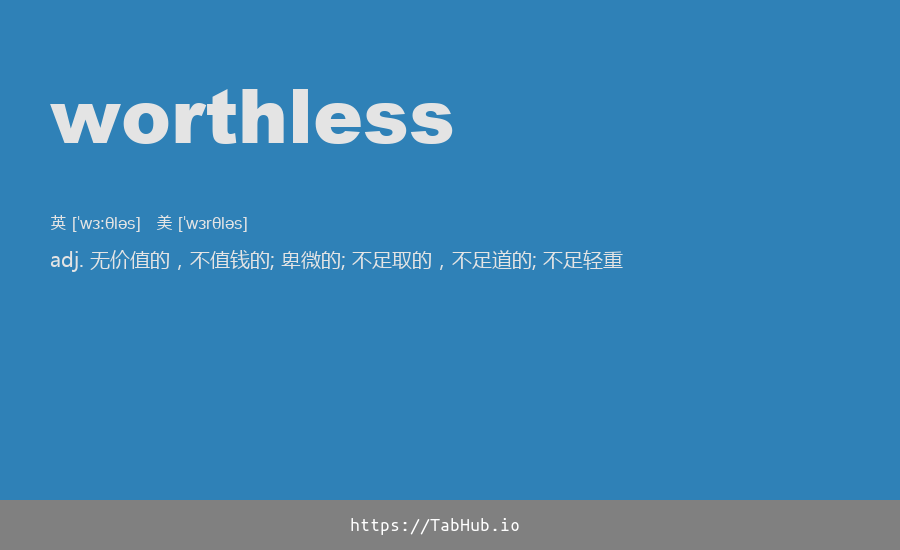 worthless
英 [ˈwɜːθləs]   美 [ˈwɜrθləs]
adj. 无价值的，不值钱的; 卑微的; 不足取的，不足道的; 不足轻重
https://TabHub.io